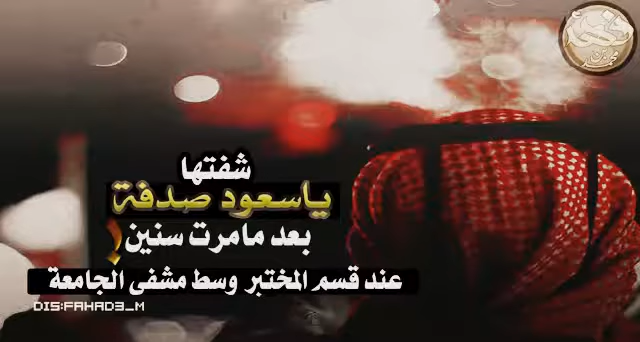 شفتها
ياسعود صدفة
بعد مامرت سنين !
عند قسم المختبر وسط مشفى الجامعة
DIS:FAHAD3_M